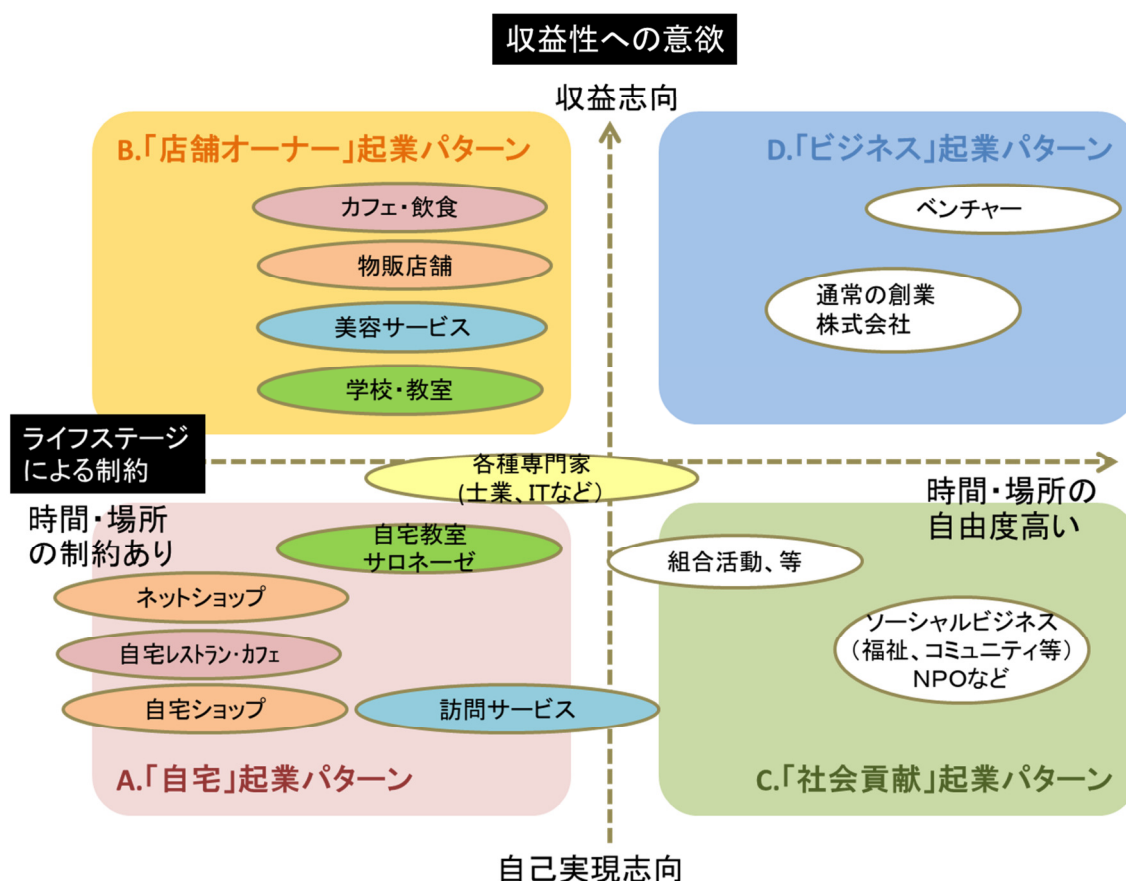 収益性への意欲
収益志向
B.「店舗オーナー」起業パターン
カフェ・飲食
物販店舗
美容サービス
学校・教室
D.「ビジネス」起業パターン
ベンチャー
通常の創業
株式会社
ライフステージ
による制約
各種専門家
(士業、ITなど)
時間・場所
の制約あり
時間・場所の
自由度高い
自宅教室
サロネーゼ
ネットショップ
自宅レストラン・カフェ
自宅ショップ
訪問サービス
A.「自宅」起業パターン
組合活動、等
ソーシャルビジネス
（福祉、コミュニティ等）
NPOなど
C.「社会貢献」起業パターン
自己実現志向